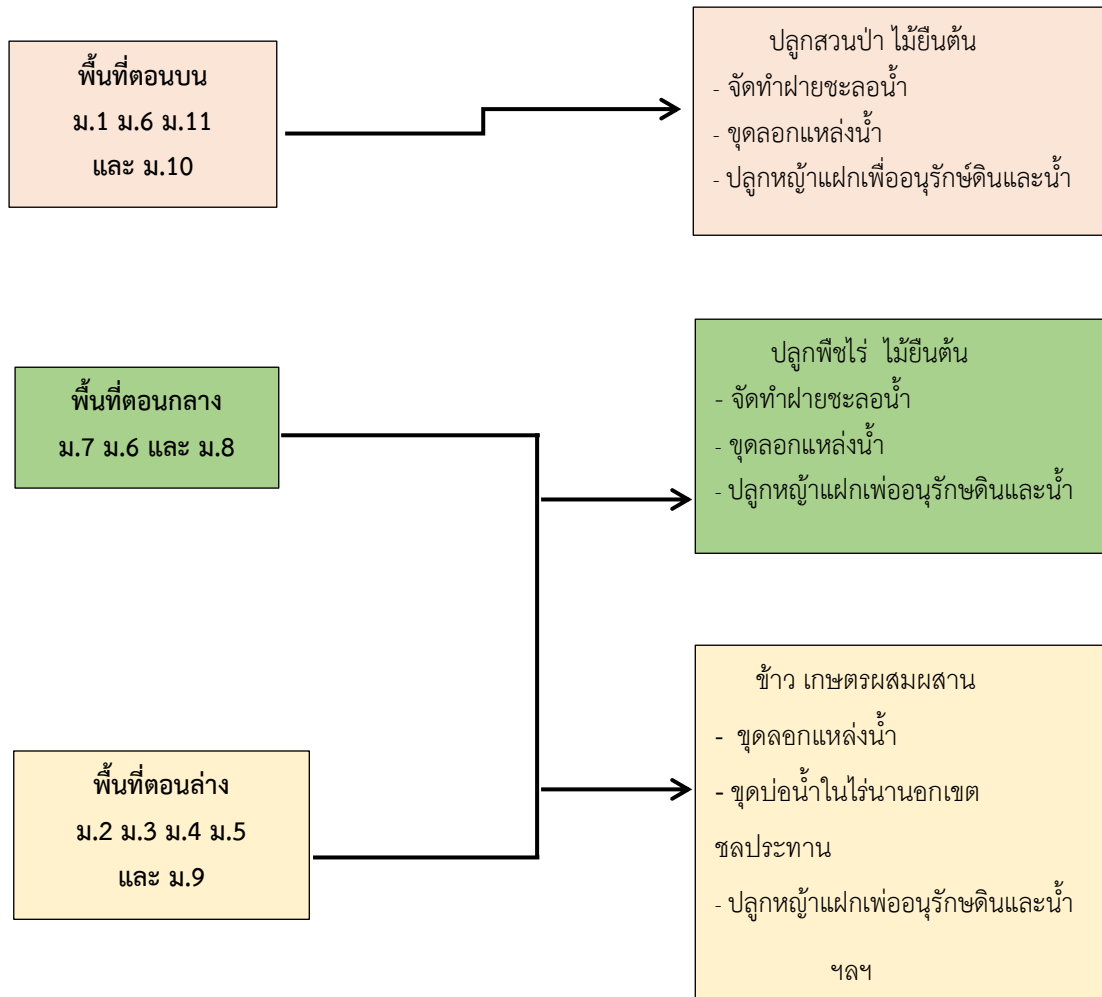 พื้นที่ตอนบน
ม.1 ม.6 ม.11
และ ม.10
ปลูกสวนป่า ไม้ยืนต้น
- จัดทำฝายชะลอน้ำ
- ขุดลอกแหล่งน้ำ
- ปลูกหญ้าแฝกเพื่ออนุรักษ์ดินและน้ำ
พื้นที่ตอนกลาง
ม.7 ม.6 และ ม.8
ปลูกพืชไร่ ไม้ยืนต้น
- จัดทำฝายชะลอน้ำ
- ขุดลอกแหล่งน้ำ
- ปลูกหญ้าแฝกเพ่ออนุรักษดินและน้ำ
พื้นที่ตอนล่าง
ม.2 ม.3 ม.4 ม.5
และ ม.9
ข้าว เกษตรผสมผสาน
- ขุดลอกแหล่งน้ำ
- ขุดบ่อน้ำในไร่นานอกเขต
ชลประทาน
- ปลูกหญ้าแฝกเพ่ออนุรักษดินและน้ำ
ฯลฯ